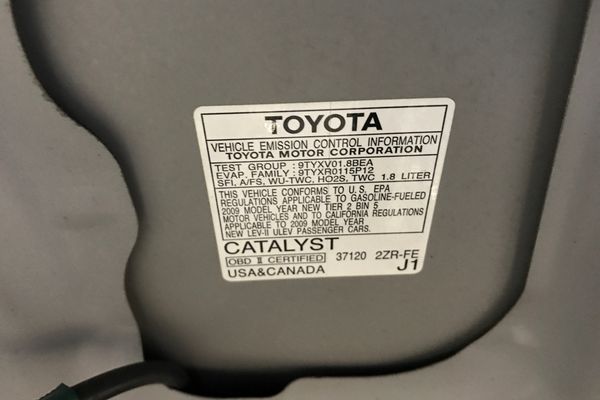 TOYOTA
VEHICLE EMISSION CONTROL INFORMATION
TOYOTA MOTOR CORPORATION
TEST GROUP : 9TYXV01.8BEA
EVAP. FAMILY : 9TYXR0115P12
SFI, A/FS, WU-TWC, HO2S, TWC 1.8 LITER
THIS VEHICLE CONFORMS TO U.S. EPA
REGULATIONS APPLICABLE TO GASOLINE-FUELED
2009 MODEL YEAR NEW TIER 2 BIN 5
MOTOR VEHICLES AND TO CALIFORNIA REGULATIONS
APPLICABLE TO 2009 MODEL YEAR
NEW LEV-II ULEV PASSENGER CARS.
CATALYST
OBD II CERTIFIED 37120 2ZR-FE
USA&CANADA J1